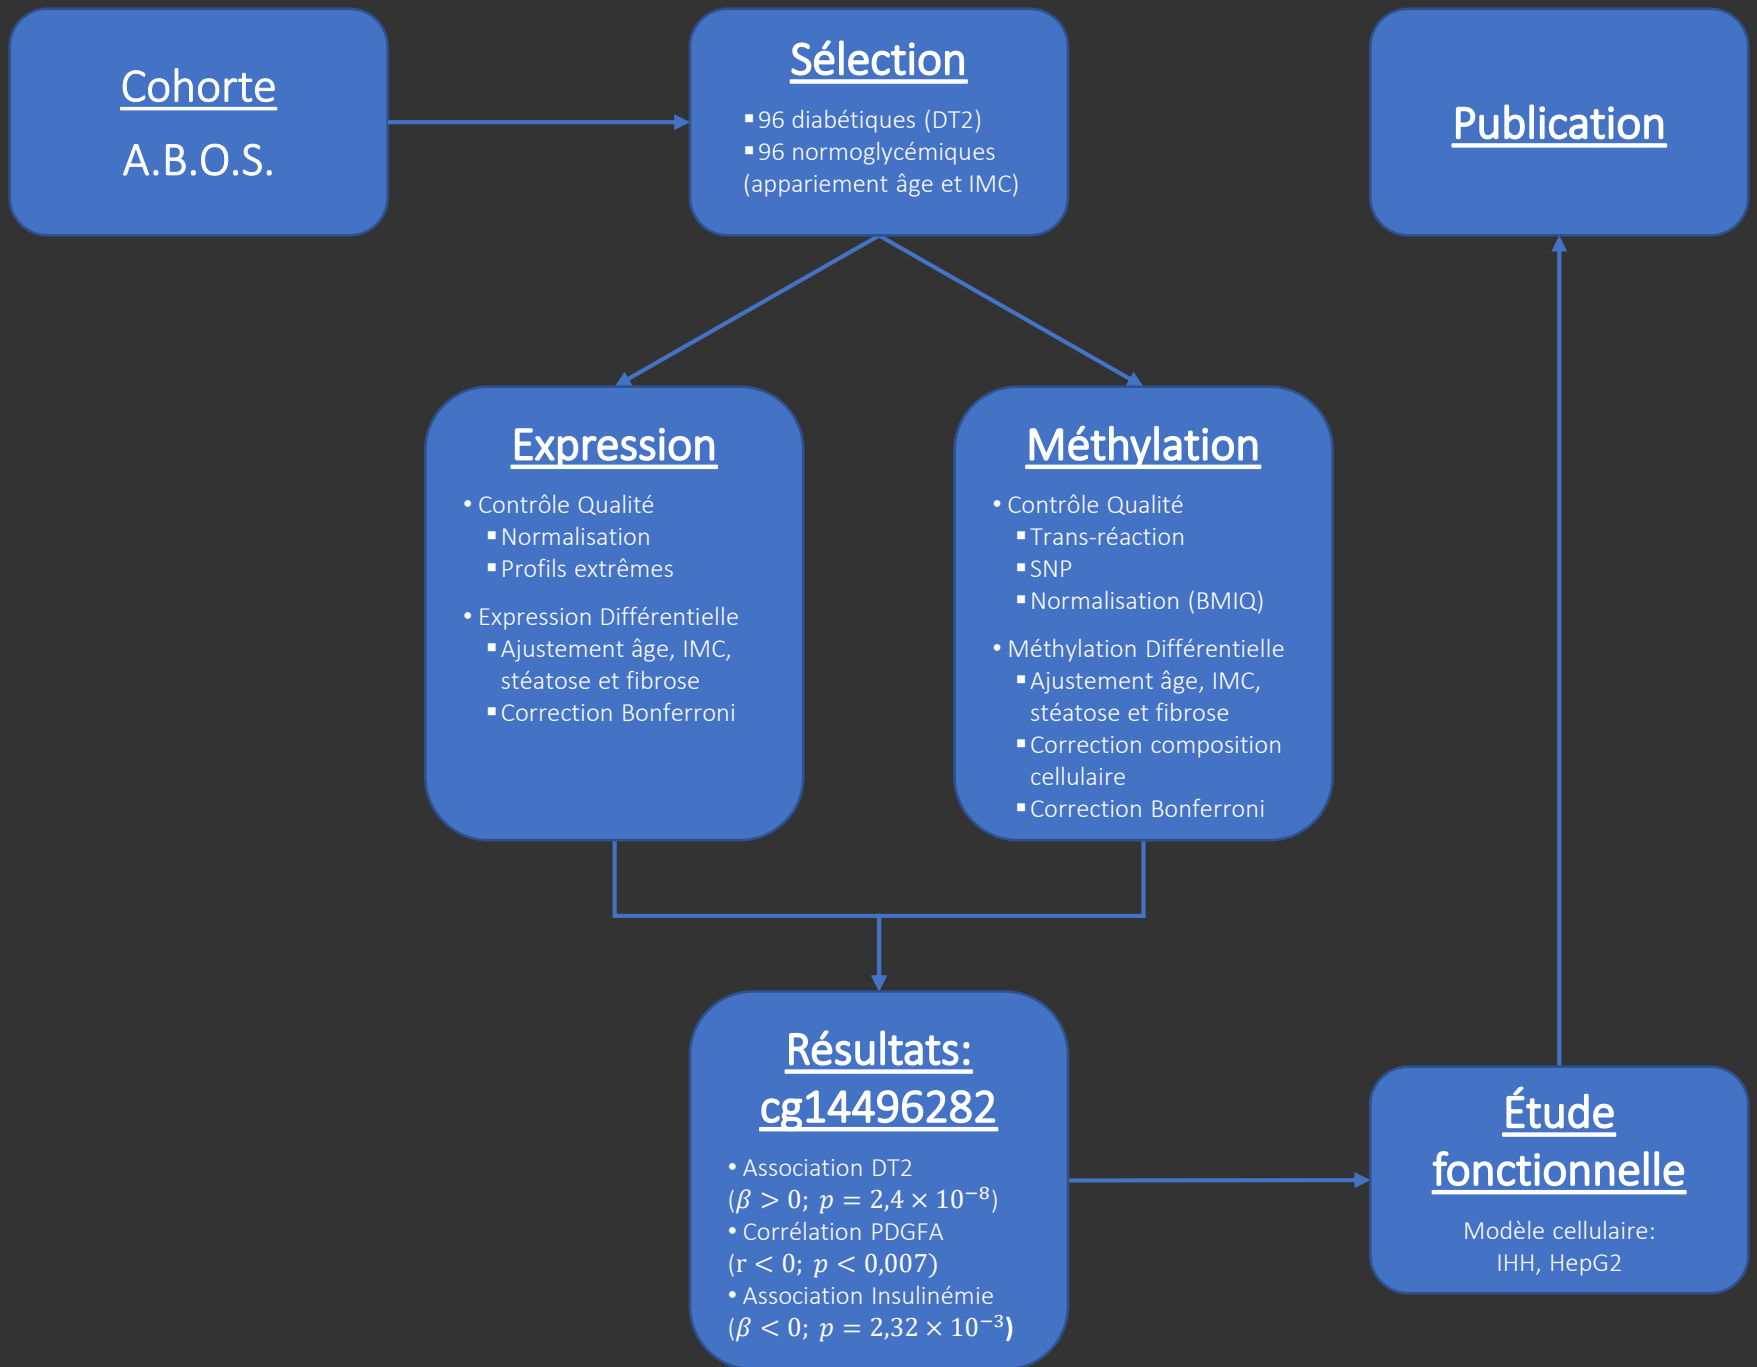 Cohorte
A.B.O.S.
Sélection
▪ 96 diabétiques (DT2)
▪ 96 normoglycémiques
(appariement âge et IMC)
Publication
Expression
• Contrôle Qualité
▪ Normalisation
▪ Profils extrêmes
• Expression Différentielle
▪ Ajustement âge, IMC,
stéatose et fibrose
▪ Correction Bonferroni
Méthylation
• Contrôle Qualité
▪ Trans-réaction
▪ SNP
▪ Normalisation (BMIQ)
• Méthylation Différentielle
▪ Ajustement âge, IMC,
stéatose et fibrose
▪ Correction composition
cellulaire
▪ Correction Bonferroni
Résultats:
cg14496282
• Association DT2
(β > 0; p = 2,4 × 10⁻⁸)
• Corrélation PDGFA
(r < 0; p < 0,007)
• Association Insulinémie
(β < 0; p = 2,32 × 10⁻³)
Étude
fonctionnelle
Modèle cellulaire:
IHH, HepG2